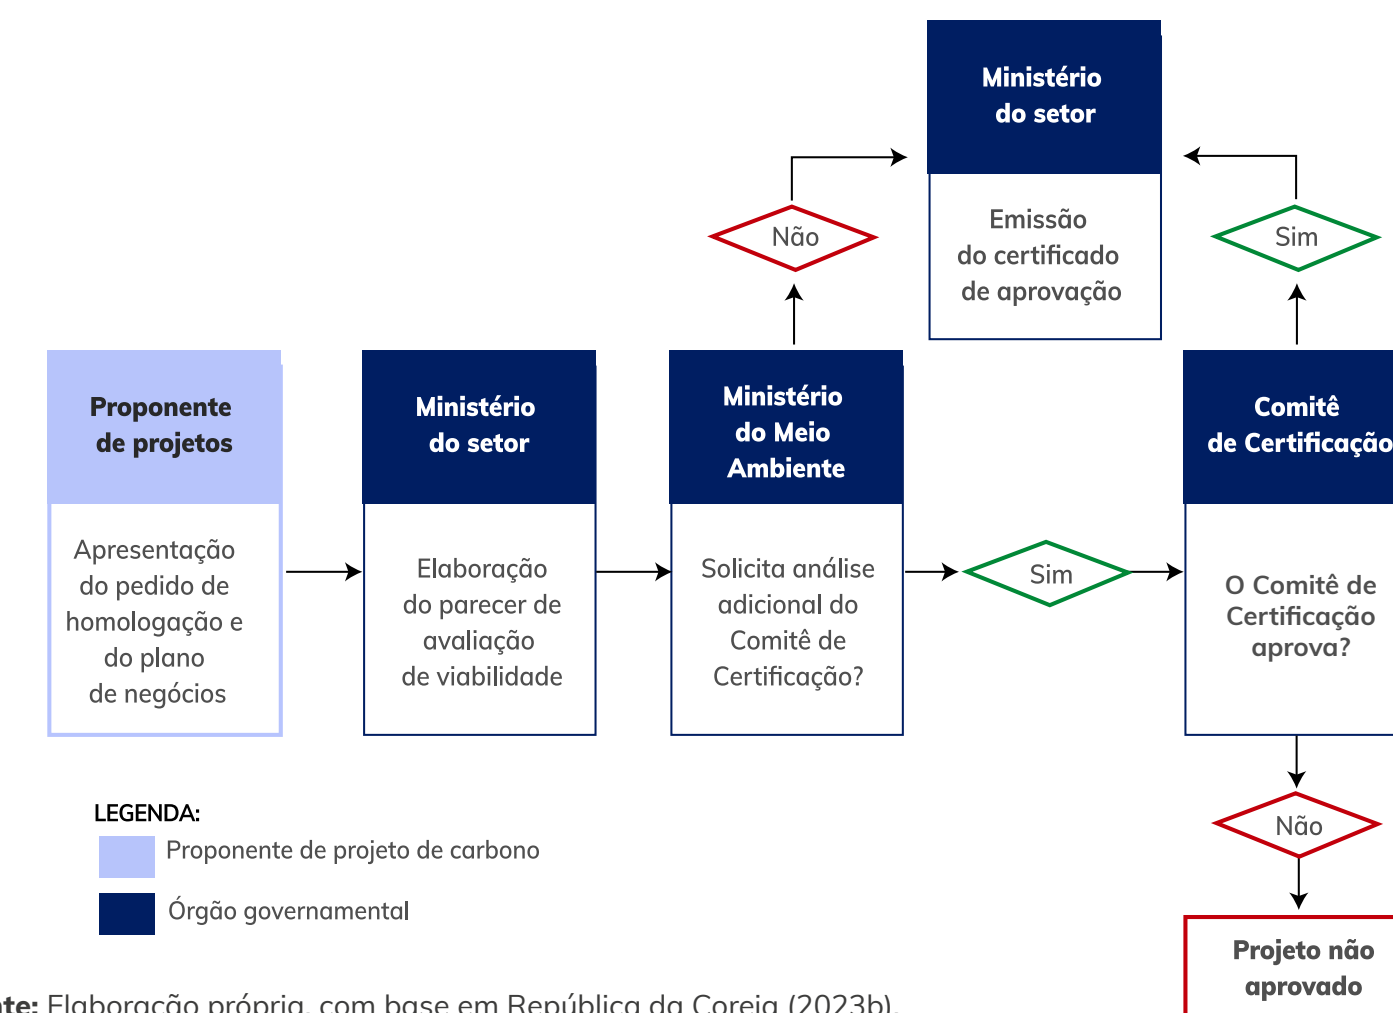 Ministério
do setor
Emissão
do certificado
de aprovação
Não
Sim
Proponente
de projetos
Apresentação
do pedido de
homologação e
do plano
de negócios
Ministério
do setor
Elaboração
do parecer de
avaliação
de viabilidade
Ministério
do Meio
Ambiente
Solicita análise
adicional do
Comitê de
Certificação?
Sim
Comitê
de Certificação
O Comitê de
Certificação
aprova?
Não
Projeto não
aprovado
LEGENDA:
Proponente de projeto de carbono
Órgão governamental
nte: Elaboração própria, com base em República da Coreia (2023b).